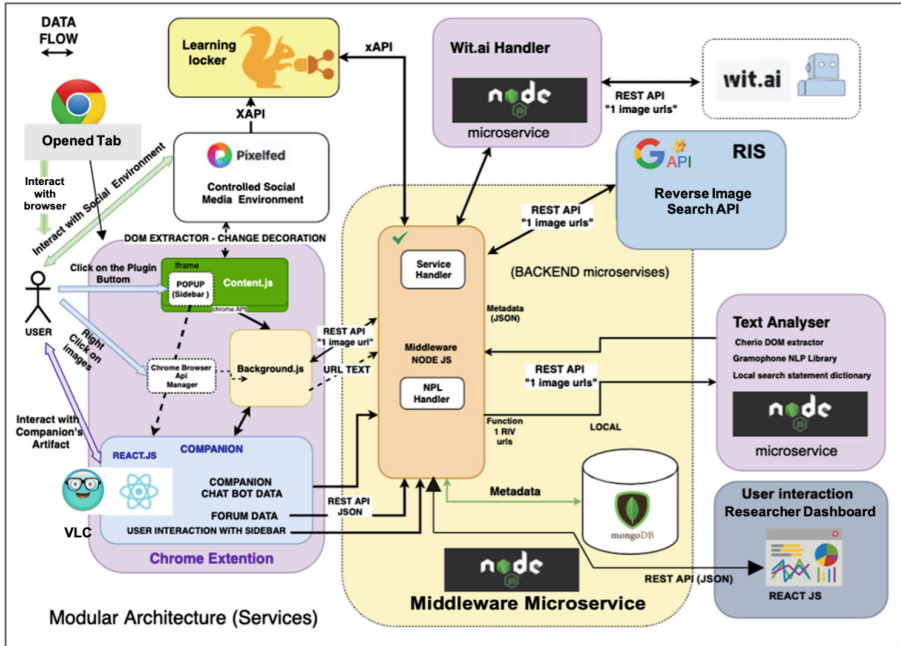 DATA
FLOW
Opened Tab
Interact
with
browser
Interact with Social Environment
Learning
locker
XAPI
xAPI
Pixelfed
Controlled Social
Media Environment
DOM EXTRACTOR - CHANGE DECORATION
Click on the Plugin
Buttom
iframe
POPUP
(Sidebar )
Content.js
chrome API
USER
Right
Click on
images
Chrome Browser
Api
Manager
Background.js
REST API
"1 image url"
URL TEXT
Interact with
Companion's
Artifact
VLC
REACT.JS
COMPANION
COMPANION
CHAT BOT DATA
FORUM DATA
USER INTERACTION WITH SIDEBAR
REST API
JSON
Chrome Extention
Modular Architecture (Services)
Wit.ai Handler
node
JS
microservice
REST API
"1 image urls"
wit.ai
G API
RIS
Reverse Image
Search API
REST API
"1 image urls"
Service
Handler
(BACKEND microservises)
Metadata
(JSON)
Middleware
NODE JS
NPL
Handler
REST API
"1 image urls"
Function
1 RIV
urls
LOCAL
Text Analyser
Cherio DOM extractor
Gramophone NLP Library
Local search statement dictionary
node
JS
microservice
Metadata
mongoDB
node
JS
Middleware Microservice
User interaction
Researcher Dashboard
REST API (JSON)
REACT JS